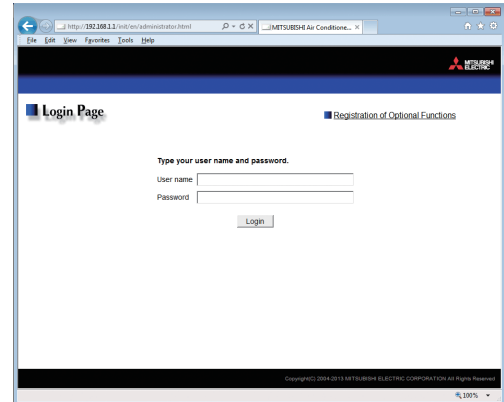 http://192.168.1.1/init/en/administrator.html
MITSUBISHI Air Conditione...
File Edit View Favorites Tools Help
MITSUBISHI
ELECTRIC
Login Page
Registration of Optional Functions
Type your user name and password.
User name
Password
Login
Copyright(C) 2004-2013 MITSUBISHI ELECTRIC CORPORATION All Rights Reserved
100%